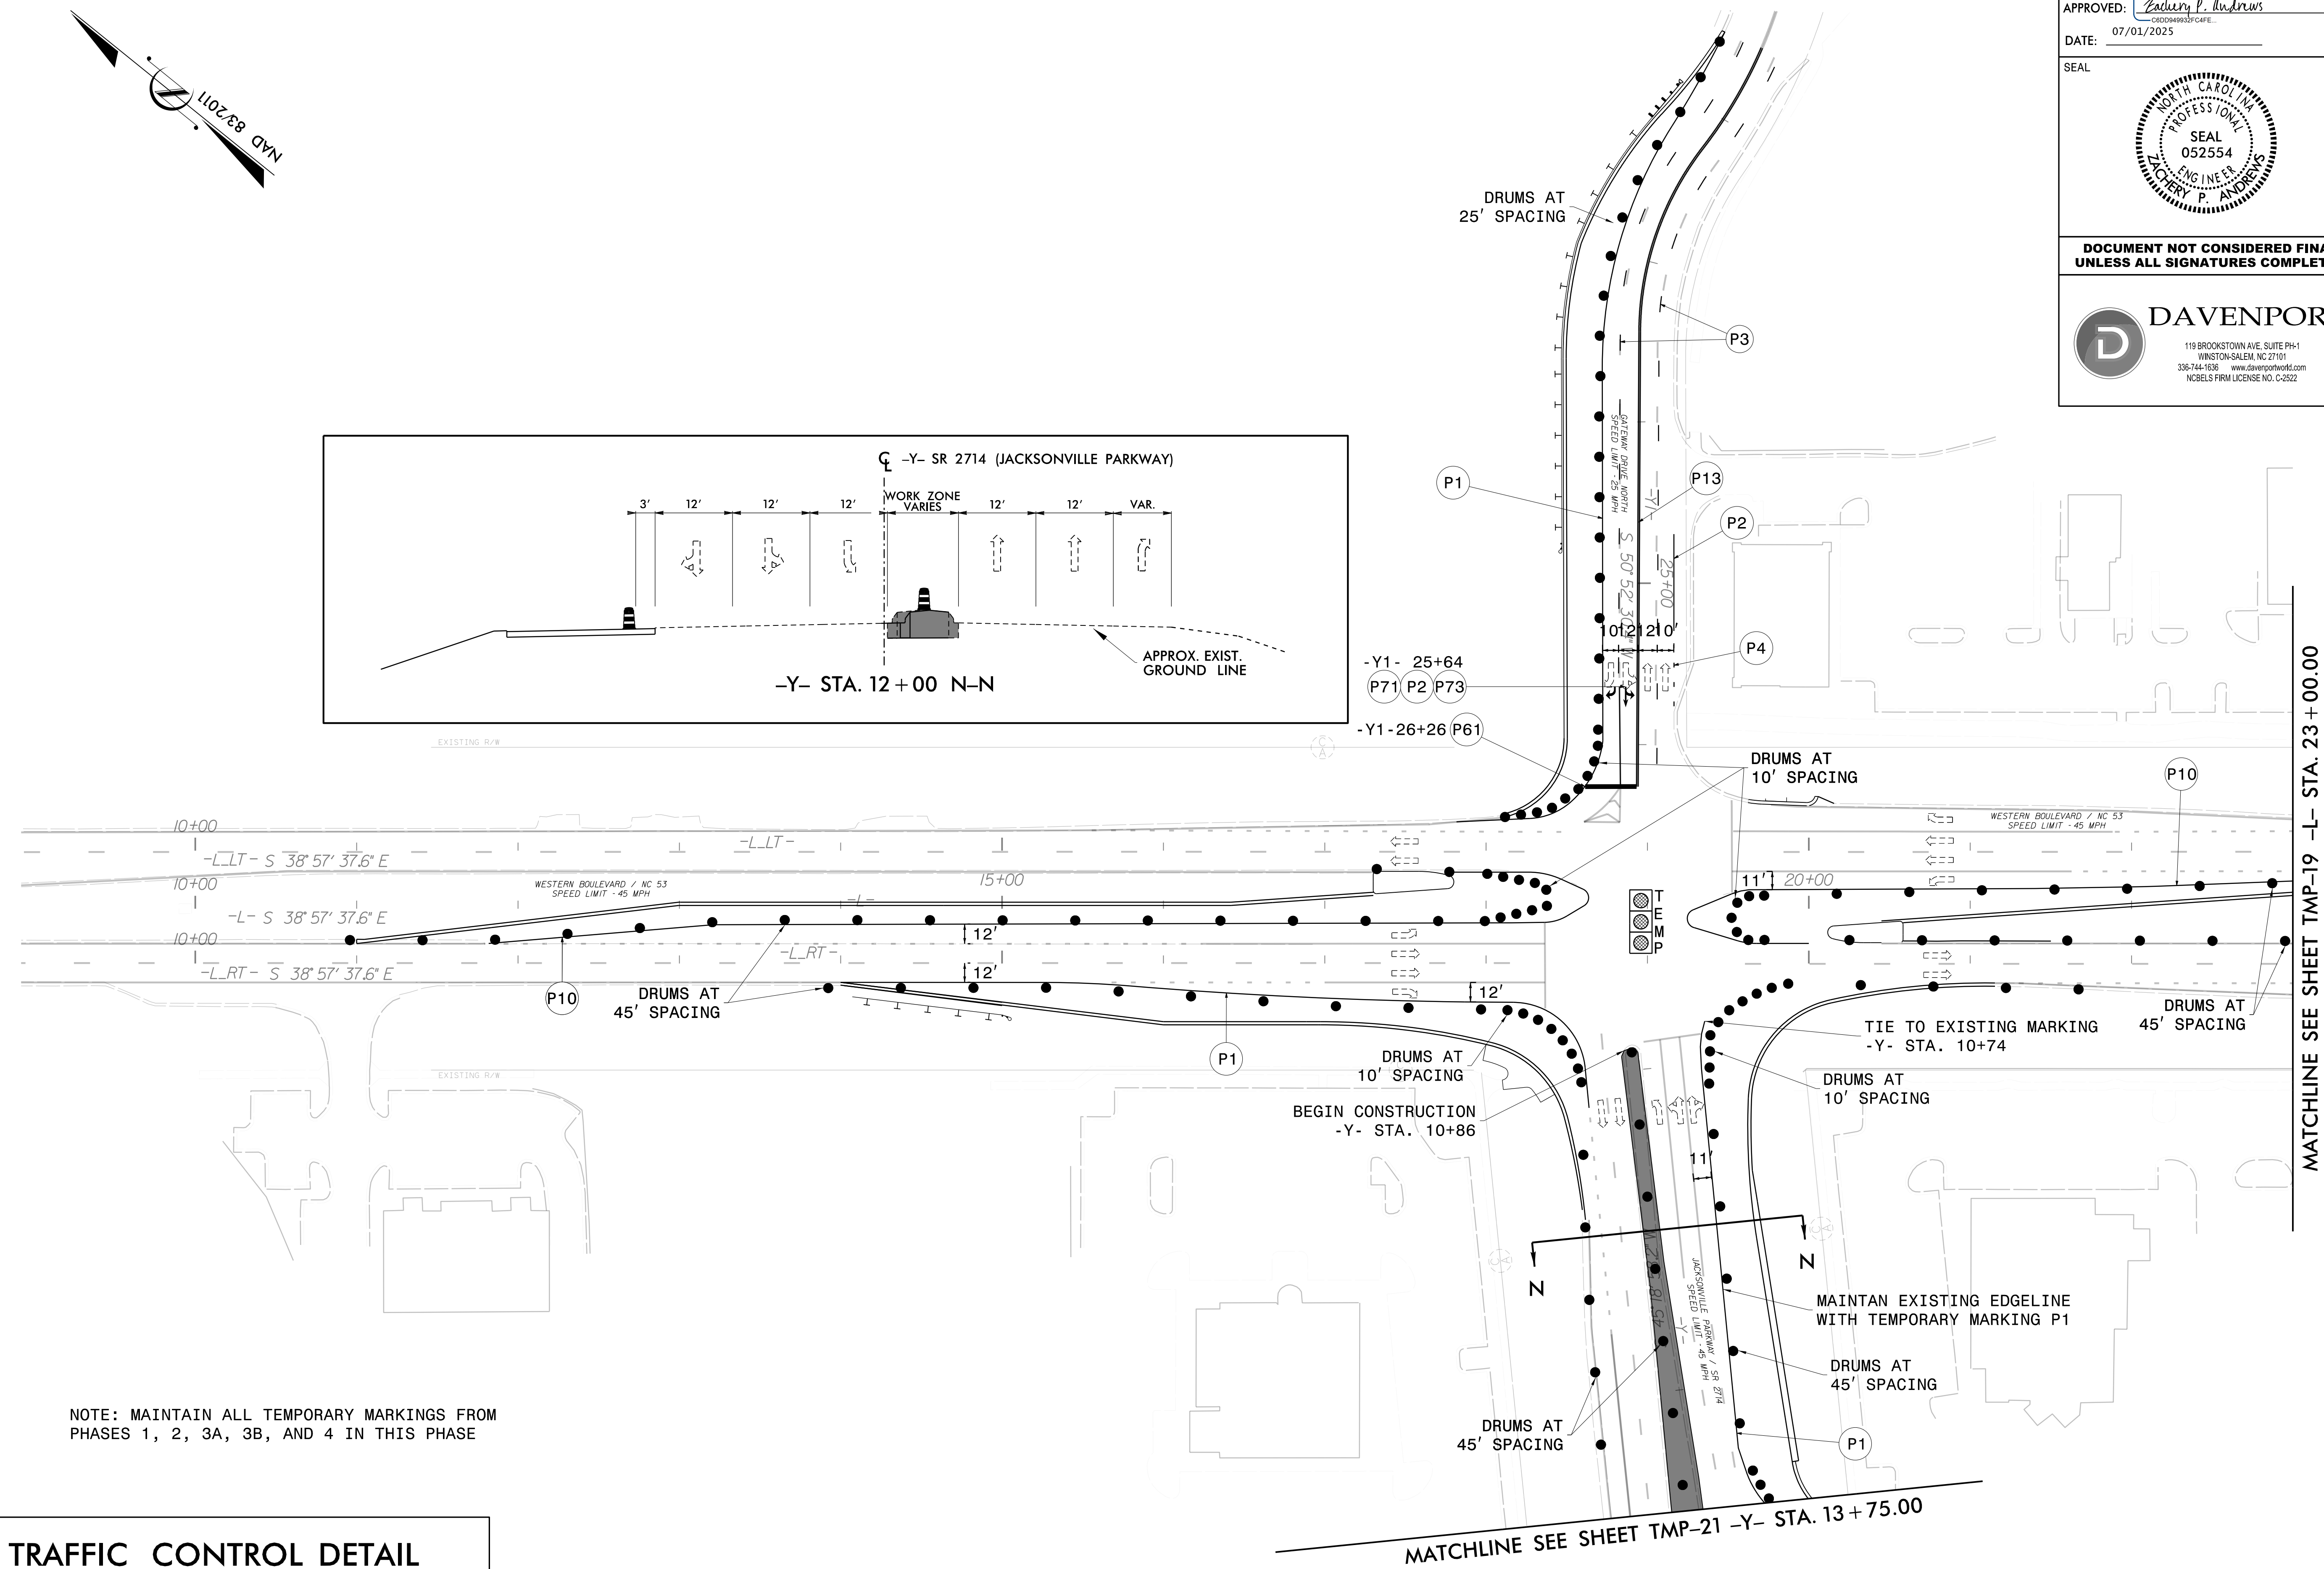 APPROVED: Zachery P. Andrews
C6DD949932FC4FE...
DATE: 07/01/2025
SEAL
NORTH CAROLINA
PROFESSIONAL
SEAL
052554
ENGINEER
ZACHERY P. ANDREWS
DOCUMENT NOT CONSIDERED FINA
UNLESS ALL SIGNATURES COMPLET
DAVENPOR
D
119 BROOKSTOWN AVE, SUITE PH-1
WINSTON-SALEM, NC 27101
336-744-1636 www.davenportworld.com
NCBELS FIRM LICENSE NO. C-2522
NAD 83/2011
DRUMS AT
25' SPACING
P3
GATEWAY DRIVE NORTH
SPEED LIMIT - 25 MPH
-Y1-
P1
P13
P2
25+00
10' 12' 12' 10'
P4
-Y1- 25+64
P71 P2 P73
-Y1-26+26 P61
℄ -Y- SR 2714 (JACKSONVILLE PARKWAY)
3' 12' 12' 12' WORK ZONE VARIES 12' 12' VAR.
APPROX. EXIST.
GROUND LINE
-Y- STA. 12+00 N-N
EXISTING R/W
C
A
DRUMS AT
10' SPACING
P10
10+00
-L_LT- S 38° 57' 37.6" E
-L_LT-
WESTERN BOULEVARD / NC 53
SPEED LIMIT - 45 MPH
10+00
WESTERN BOULEVARD / NC 53
SPEED LIMIT - 45 MPH
15+00
11'
20+00
-L- S 38° 57' 37.6" E
-L-
TEMP
10+00
12'
-L_RT-
-L_RT- S 38° 57' 37.6" E
12'
12'
P10
DRUMS AT
45' SPACING
P1
DRUMS AT
10' SPACING
DRUMS AT
45' SPACING
TIE TO EXISTING MARKING
-Y- STA. 10+74
DRUMS AT
10' SPACING
EXISTING R/W
BEGIN CONSTRUCTION
-Y- STA. 10+86
11'
N
N
JACKSONVILLE PARKWAY / SR 2714
SPEED LIMIT - 45 MPH
-Y-
MAINTAN EXISTING EDGELINE
WITH TEMPORARY MARKING P1
DRUMS AT
45' SPACING
DRUMS AT
45' SPACING
P1
MATCHLINE SEE SHEET TMP-19 -L- STA. 23+00.00
MATCHLINE SEE SHEET TMP-21 -Y- STA. 13+75.00
NOTE: MAINTAIN ALL TEMPORARY MARKINGS FROM
PHASES 1, 2, 3A, 3B, AND 4 IN THIS PHASE
TRAFFIC CONTROL DETAIL